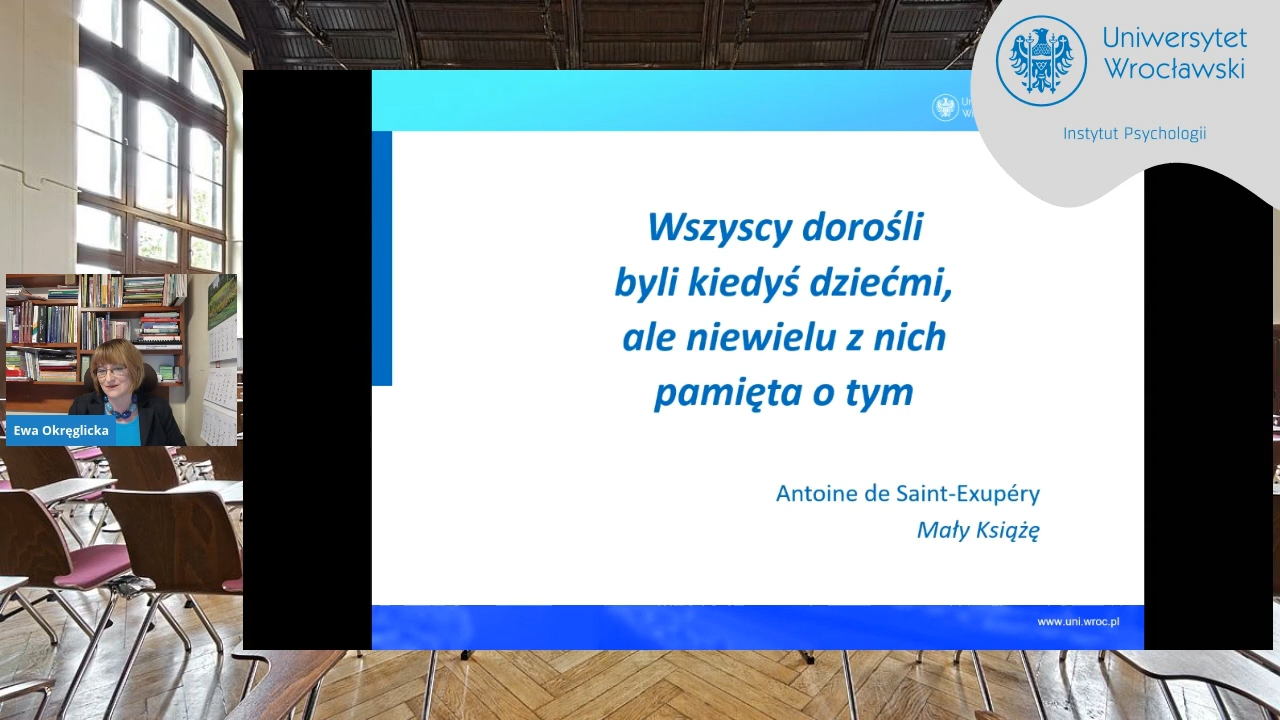 Uniwersytet
Wrocławski
Instytut Psychologii
Wszyscy dorośli
byli kiedyś dziećmi,
ale niewielu z nich
pamięta o tym
Antoine de Saint-Exupéry
Mały Książę
Ewa Okręglicka
www.uni.wroc.pl